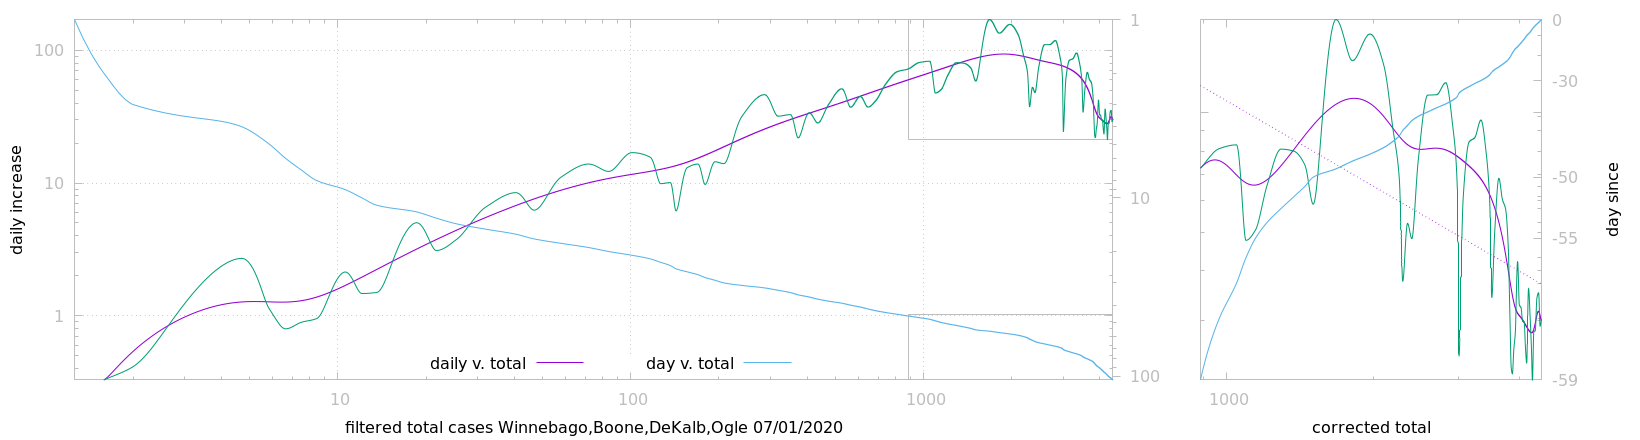 100
10
1
daily increase
daily v. total
day v. total
10
100
1000
filtered total cases Winnebago,Boone,DeKalb,Ogle 07/01/2020
1
10
100
0
-30
-50
-55
-59
day since
1000
corrected total